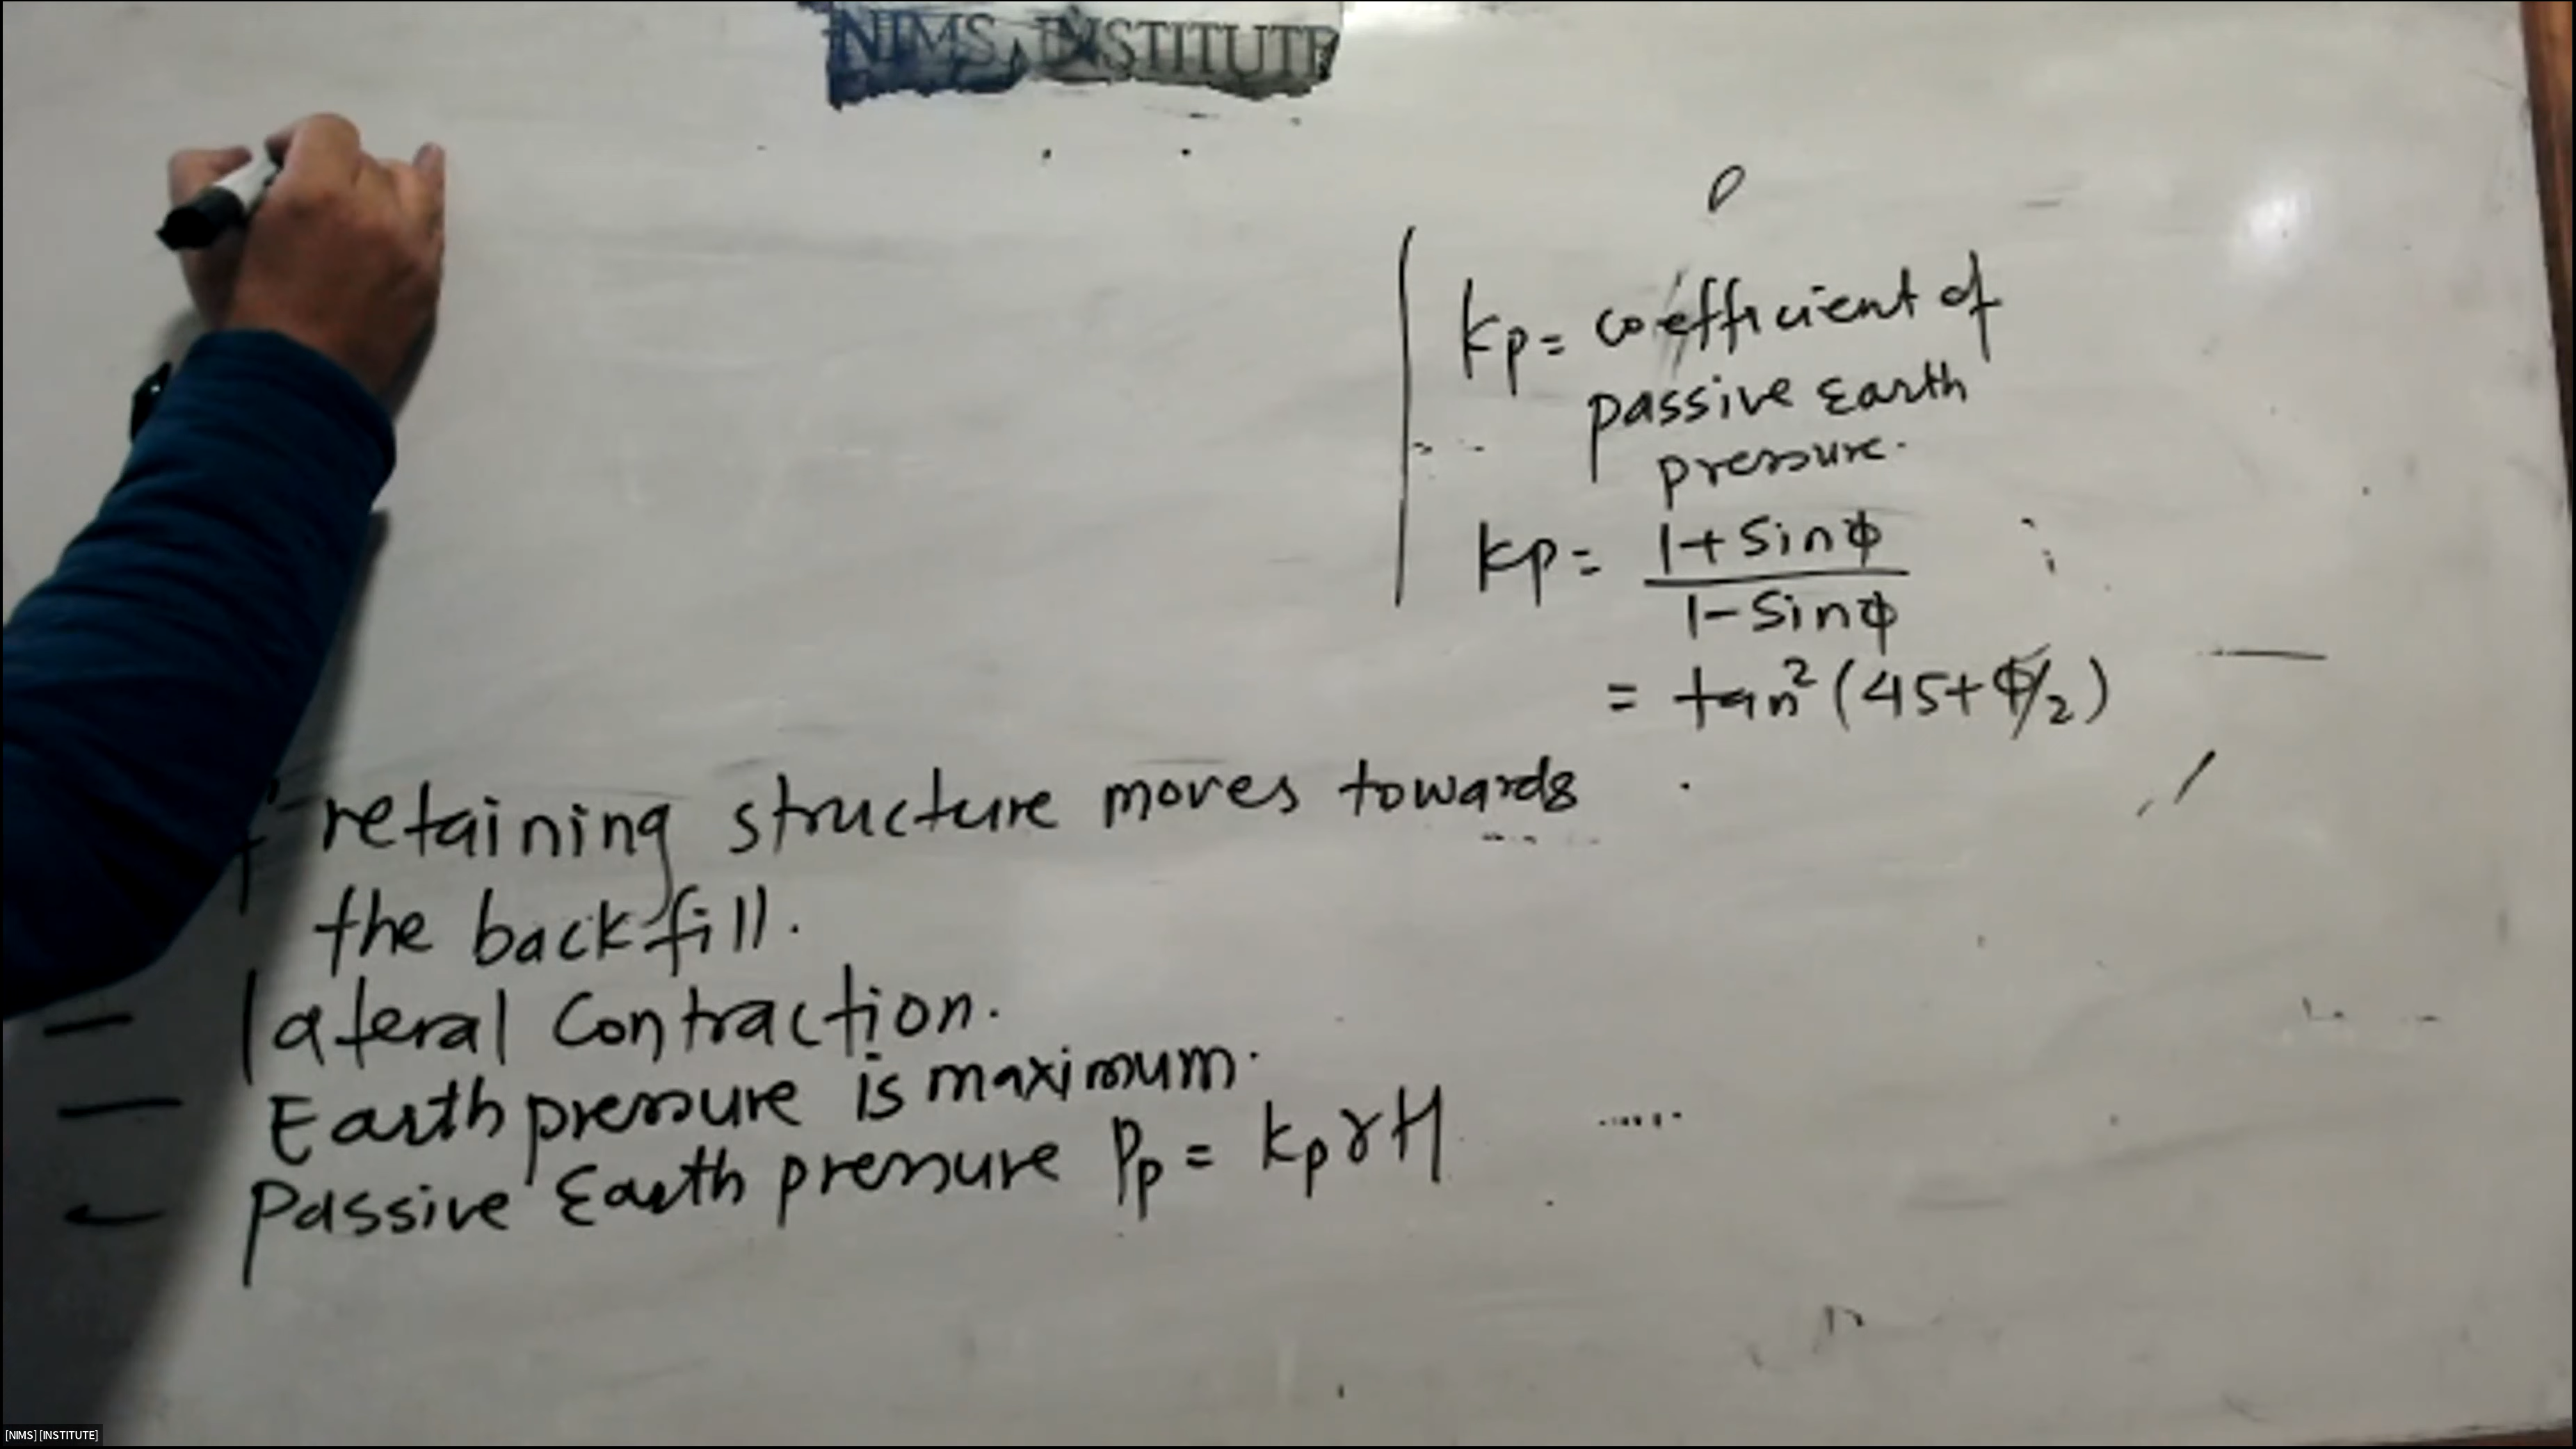 NIMS INSTITUTE
Kp = coefficient of
passive Earth
pressure.
Kp = 1+Sinφ
1-Sinφ
= tan²(45+φ/2)
retaining structure moves towards
the backfill.
— lateral contraction.
— Earth pressure is maximum.
— Passive Earth pressure Pp = KpγH
[NIMS] [INSTITUTE]